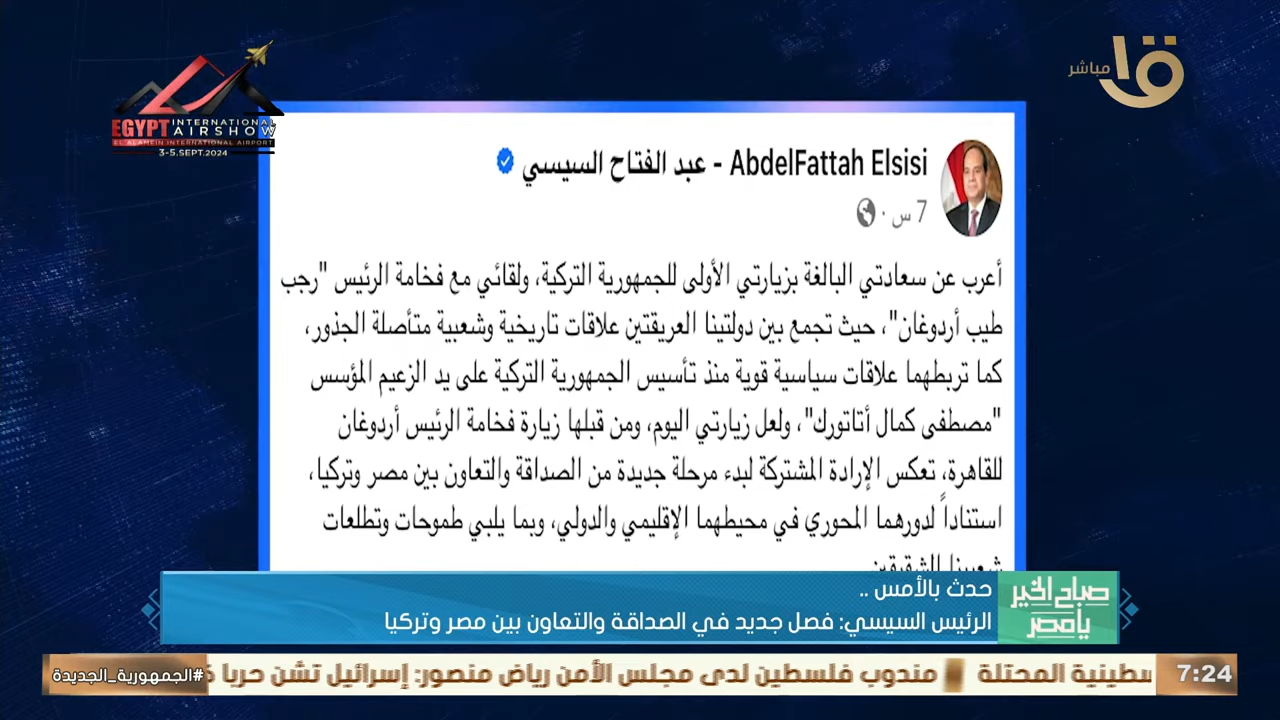 EGYPT INTERNATIONAL
AIRSHOW
EL ALAMEIN INTERNATIONAL AIRPORT
3-5.SEPT.2024
مباشر
AbdelFattah Elsisi - عبد الفتاح السيسي
7 س ·
أعرب عن سعادتي البالغة بزيارتي الأولى للجمهورية التركية، ولقائي مع فخامة الرئيس "رجب
طيب أردوغان"، حيث تجمع بين دولتينا العريقتين علاقات تاريخية وشعبية متأصلة الجذور،
كما تربطهما علاقات سياسية قوية منذ تأسيس الجمهورية التركية على يد الزعيم المؤسس
"مصطفى كمال أتاتورك"، ولعل زيارتي اليوم، ومن قبلها زيارة فخامة الرئيس أردوغان
للقاهرة، تعكس الإرادة المشتركة لبدء مرحلة جديدة من الصداقة والتعاون بين مصر وتركيا،
استناداً لدورهما المحوري في محيطهما الإقليمي والدولي، وبما يلبي طموحات وتطلعات
صباح الخير
يا مصر
حدث بالأمس ..
الرئيس السيسي: فصل جديد في الصداقة والتعاون بين مصر وتركيا
7:24
سطينية المحتلة مندوب فلسطين لدى مجلس الأمن رياض منصور: إسرائيل تشن حربا
#الجمهورية_الجديدة